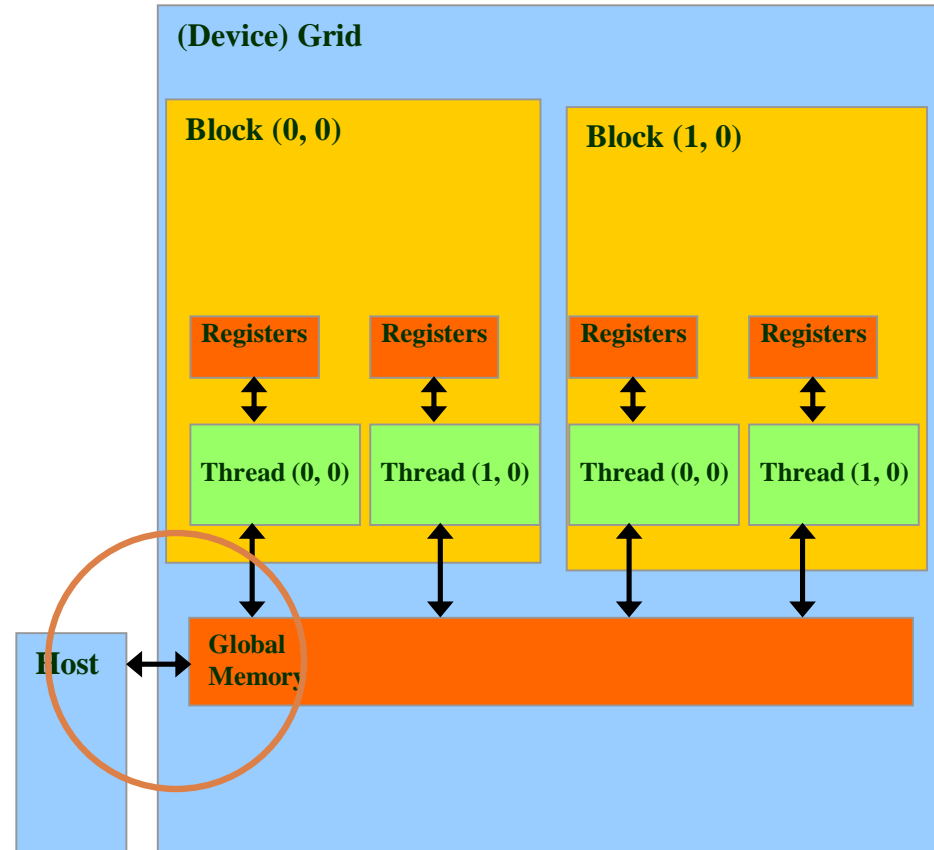 (Device) Grid
Block (0, 0)
Block (1, 0)
Registers
Registers
Registers
Registers
Thread (0, 0)
Thread (1, 0)
Thread (0, 0)
Thread (1, 0)
Host
Global
Memory